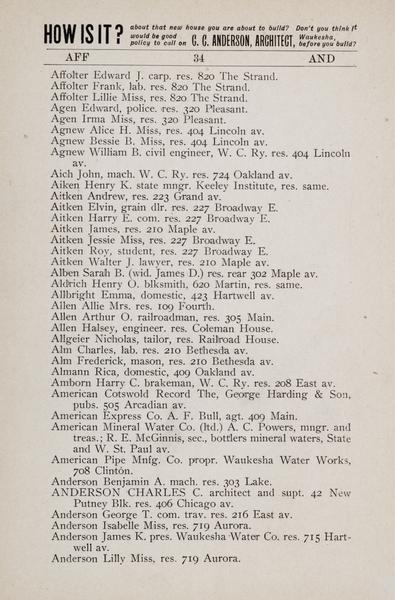 HOW IS IT? about that new house you are about to build? Don't you think it
would be good policy to call on C. C. ANDERSON, ARCHITECT, Waukesha, before you build?
AFF 34 AND
Affolter Edward J. carp. res. 820 The Strand.
Affolter Frank, lab. res. 820 The Strand.
Affolter Lillie Miss, res. 820 The Strand.
Agen Edward, police. res. 320 Pleasant.
Agen Irma Miss, res. 320 Pleasant.
Agnew Alice H. Miss, res. 404 Lincoln av.
Agnew Bessie B. Miss, res. 404 Lincoln av.
Agnew William B. civil engineer, W. C. Ry. res. 404 Lincoln
av.
Aich John, mach. W. C. Ry. res. 724 Oakland av.
Aiken Henry K. state mngr. Keeley Institute, res. same.
Aitken Andrew, res. 223 Grand av.
Aitken Elvin, grain dlr. res. 227 Broadway E.
Aitken Harry E. com. res. 227 Broadway E.
Aitken James, res. 210 Maple av.
Aitken Jessie Miss, res. 227 Broadway E.
Aitken Roy, student, res. 227 Broadway E.
Aitken Walter J. lawyer, res. 210 Maple av.
Alben Sarah B. (wid. James D.) res. rear 302 Maple av.
Aldrich Henry O. blksmith, 620 Martin, res. same.
Allbright Emma, domestic, 423 Hartwell av.
Allen Allie Mrs. res. 109 Fourth.
Allen Arthur O. railroadman, res. 305 Main.
Allen Halsey, engineer. res. Coleman House.
Allgeier Nicholas, tailor, res. Railroad House.
Alm Charles, lab. res. 210 Bethesda av.
Alm Frederick, mason, res. 210 Bethesda av.
Almann Rica, domestic, 409 Oakland av.
Amborn Harry C. brakeman, W. C. Ry. res. 208 East av.
American Cotswold Record The, George Harding & Son,
pubs. 505 Arcadian av.
American Express Co. A. F. Bull, agt. 409 Main.
American Mineral Water Co. (ltd.) A. C. Powers, mngr. and
treas.; R. E. McGinnis, sec., bottlers mineral waters, State
and W. St. Paul av.
American Pipe Mnfg. Co. propr. Waukesha Water Works,
708 Clinton.
Anderson Benjamin A. mach. res. 303 Lake.
ANDERSON CHARLES C. architect and supt. 42 New
Putney Blk. res. 406 Chicago av.
Anderson George T. com. trav. res. 216 East av.
Anderson Isabelle Miss, res. 719 Aurora.
Anderson James K. pres. Waukesha Water Co. res. 715 Hart-
well av.
Anderson Lilly Miss, res. 719 Aurora.